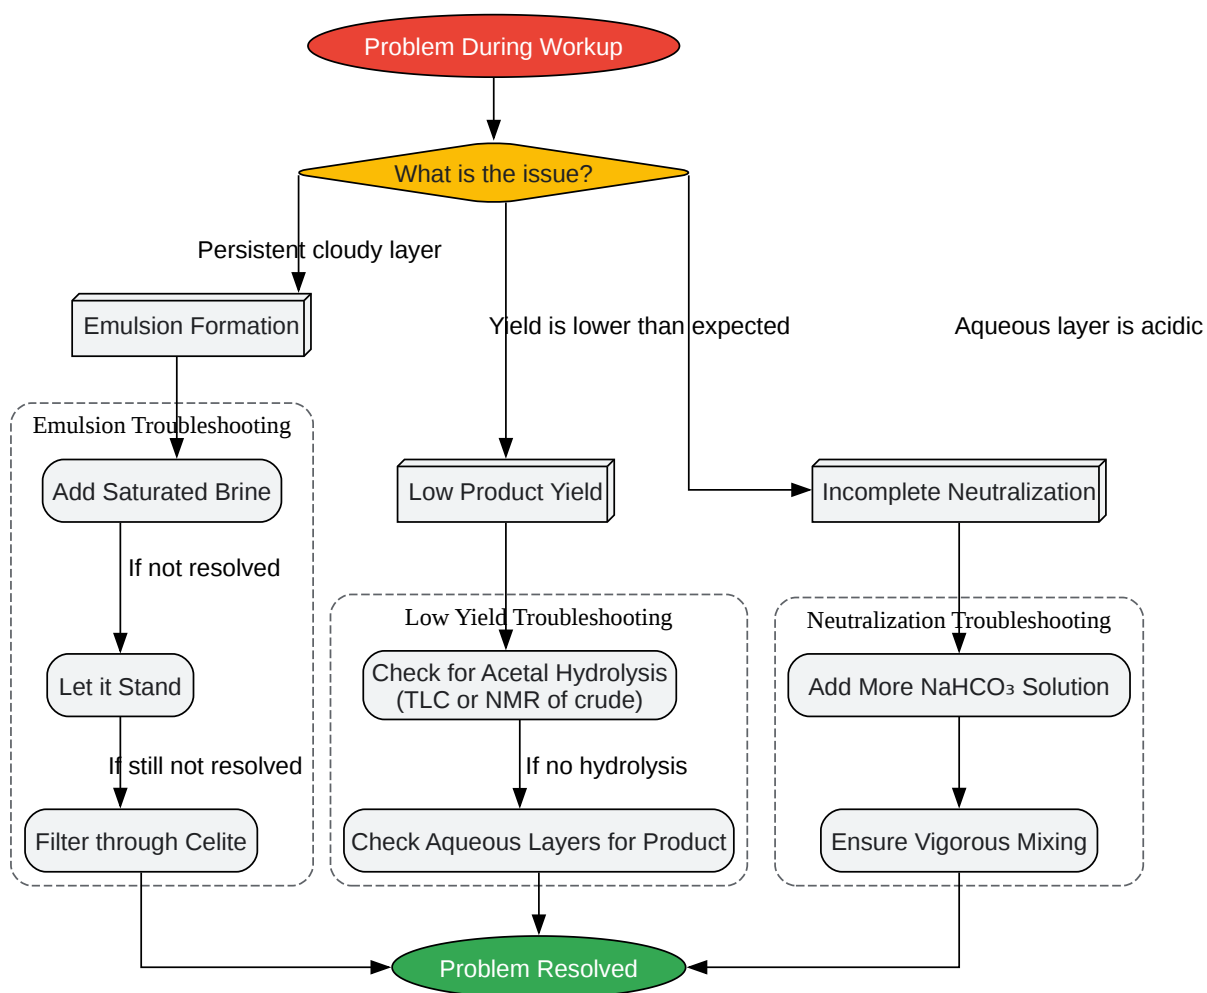 Problem During Workup
What is the issue?
Persistent cloudy layer
Emulsion Formation
Yield is lower than expected
Aqueous layer is acidic
Emulsion Troubleshooting
Add Saturated Brine
Low Product Yield
Incomplete Neutralization
If not resolved
Low Yield Troubleshooting
Neutralization Troubleshooting
Let it Stand
Check for Acetal Hydrolysis
(TLC or NMR of crude)
Add More NaHCO₃ Solution
If still not resolved
If no hydrolysis
Filter through Celite
Check Aqueous Layers for Product
Ensure Vigorous Mixing
Problem Resolved